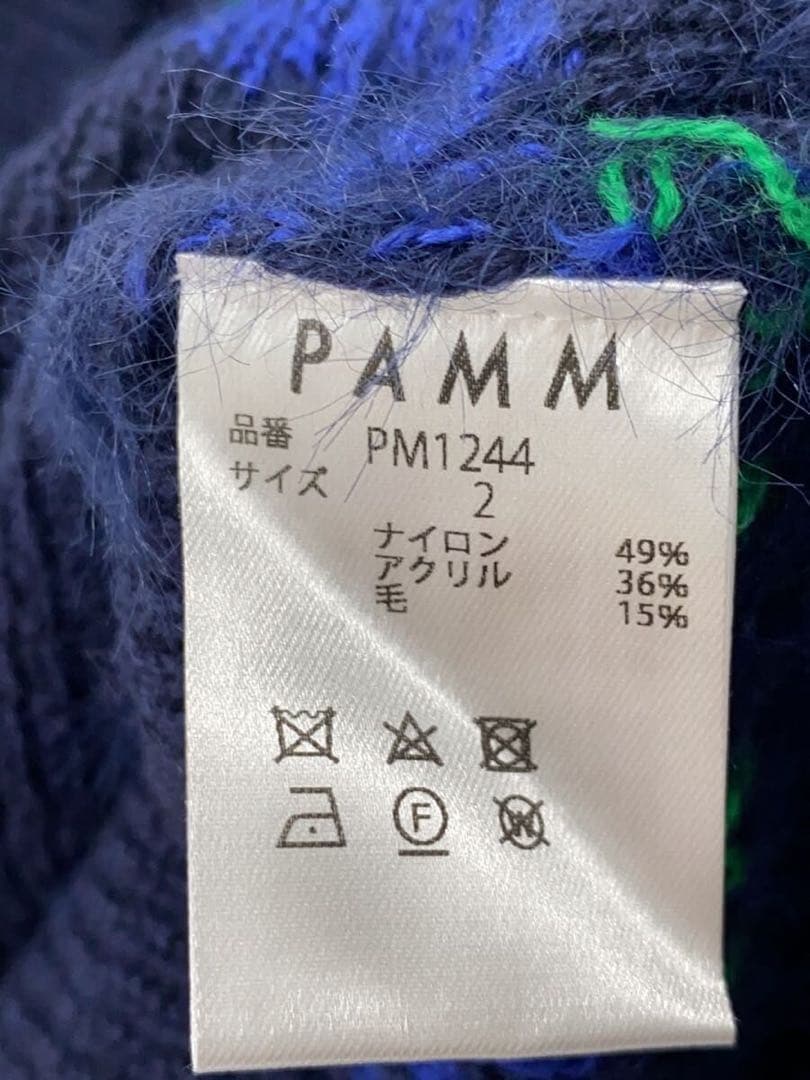 PAMM
品番 PM1244
サイズ 2
ナイロン 49%
アクリル 36%
毛 15%
F W